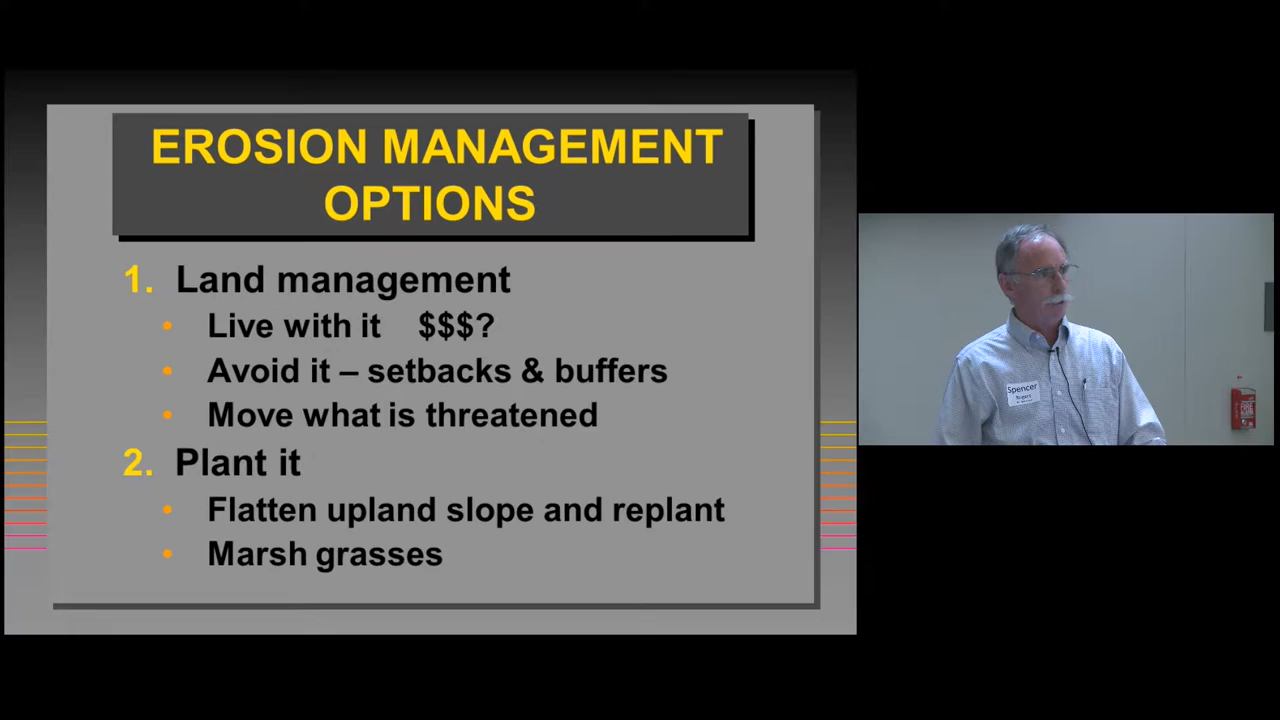 EROSION MANAGEMENT
OPTIONS
1. Land management
• Live with it $$$?
• Avoid it – setbacks & buffers
• Move what is threatened
2. Plant it
• Flatten upland slope and replant
• Marsh grasses
Spencer
Rogers